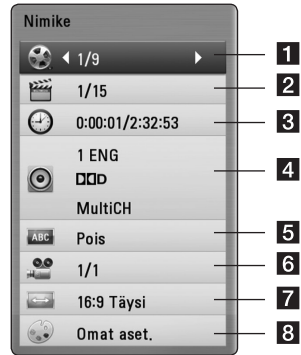 Nimike
1/9 1
1/15 2
0:00:01/2:32:53 3
1 ENG
DD D 4
MultiCH
ABC Pois 5
1/1 6
16:9 Täysi 7
Omat aset. 8